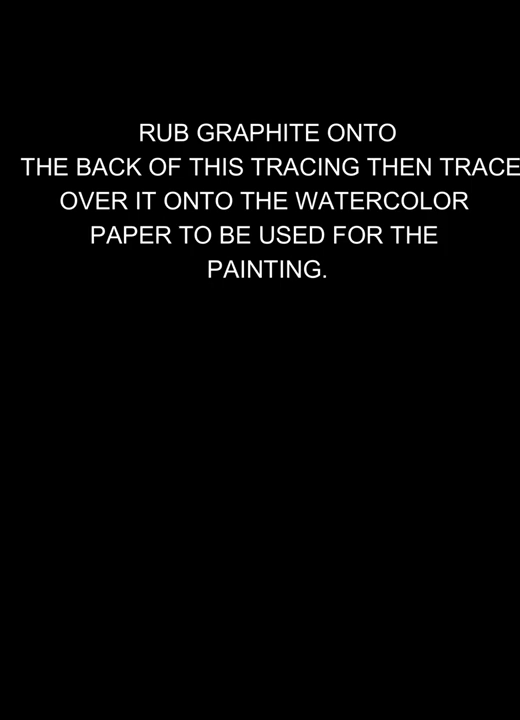 RUB GRAPHITE ONTO
THE BACK OF THIS TRACING THEN TRACE
OVER IT ONTO THE WATERCOLOR
PAPER TO BE USED FOR THE
PAINTING.